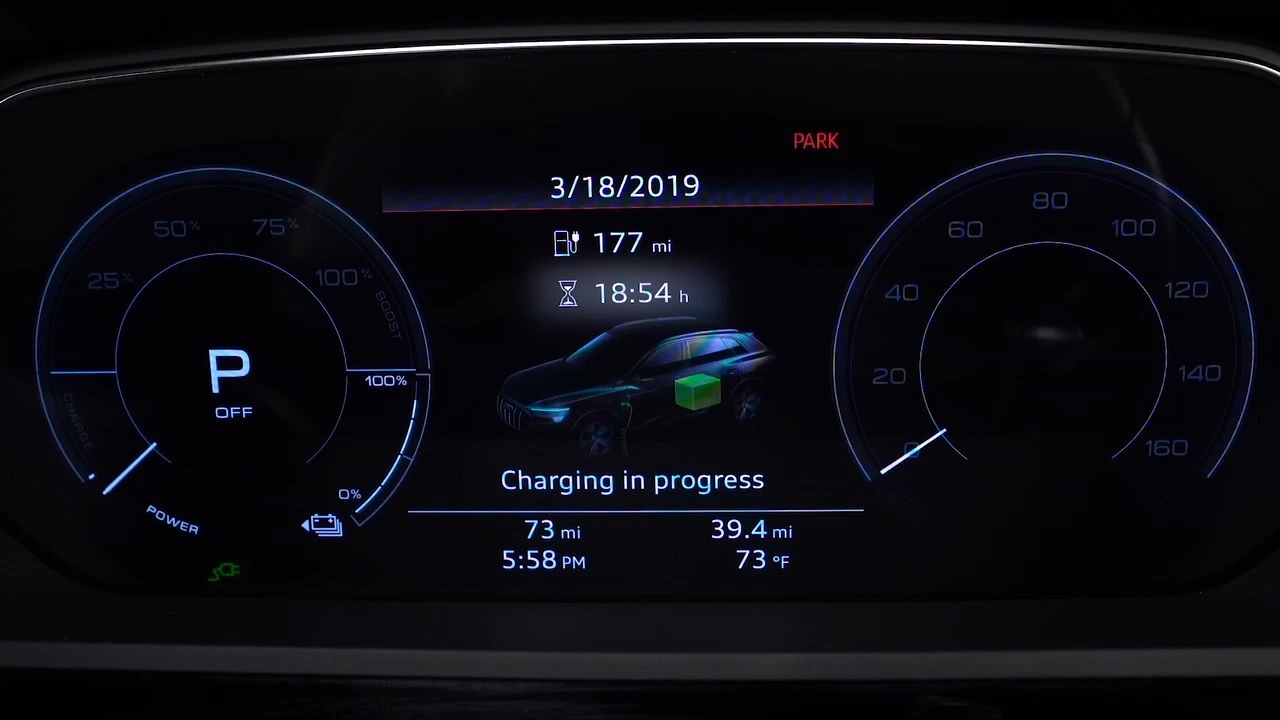 PARK
3/18/2019
177 mi
18:54 h
25%
50%
75%
100%
BOOST
P
OFF
100%
CHARGE
0%
POWER
Charging in progress
73 mi
39.4 mi
5:58 PM
73 °F
0
20
40
60
80
100
120
140
160